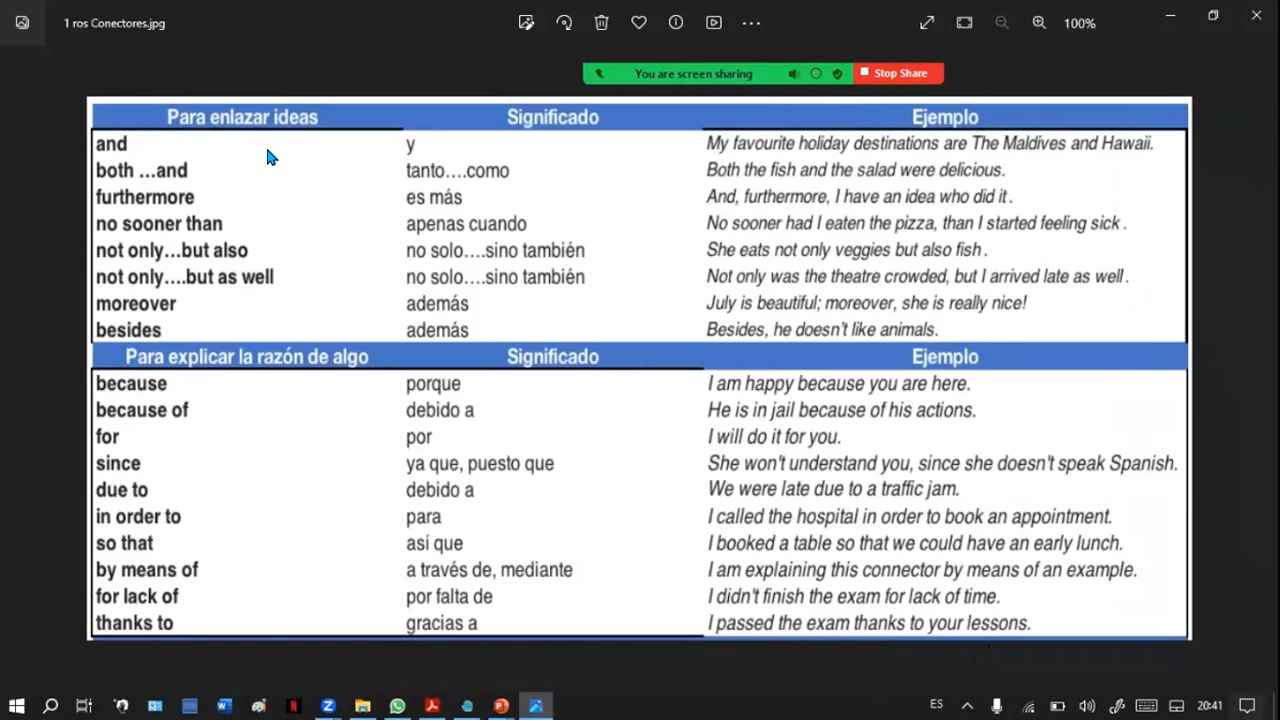 1 ros Conectores.jpg
100%
You are screen sharing
Stop Share
Para enlazar ideas Significado Ejemplo
and y My favourite holiday destinations are The Maldives and Hawaii.
both ...and tanto....como Both the fish and the salad were delicious.
furthermore es más And, furthermore, I have an idea who did it.
no sooner than apenas cuando No sooner had I eaten the pizza, than I started feeling sick.
not only...but also no solo....sino también She eats not only veggies but also fish.
not only....but as well no solo....sino también Not only was the theatre crowded, but I arrived late as well.
moreover además July is beautiful; moreover, she is really nice!
besides además Besides, he doesn't like animals.
Para explicar la razón de algo Significado Ejemplo
because porque I am happy because you are here.
because of debido a He is in jail because of his actions.
for por I will do it for you.
since ya que, puesto que She won't understand you, since she doesn't speak Spanish.
due to debido a We were late due to a traffic jam.
in order to para I called the hospital in order to book an appointment.
so that así que I booked a table so that we could have an early lunch.
by means of a través de, mediante I am explaining this connector by means of an example.
for lack of por falta de I didn't finish the exam for lack of time.
thanks to gracias a I passed the exam thanks to your lessons.
ES 20:41